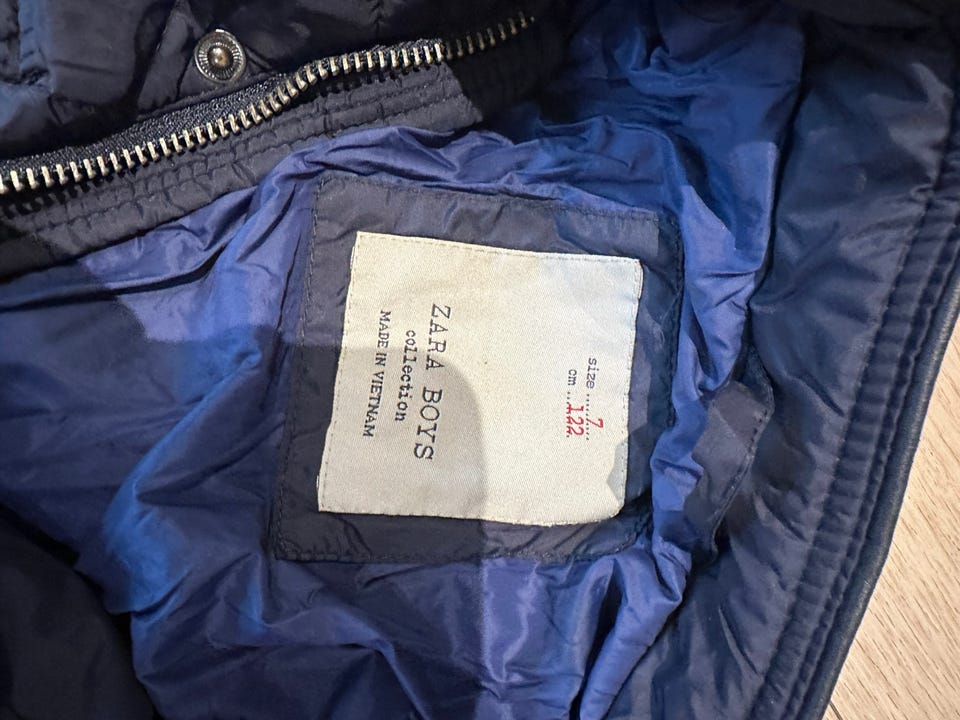 size .....7...
cm ...122.
ZARA BOYS
collection
MADE IN VIETNAM